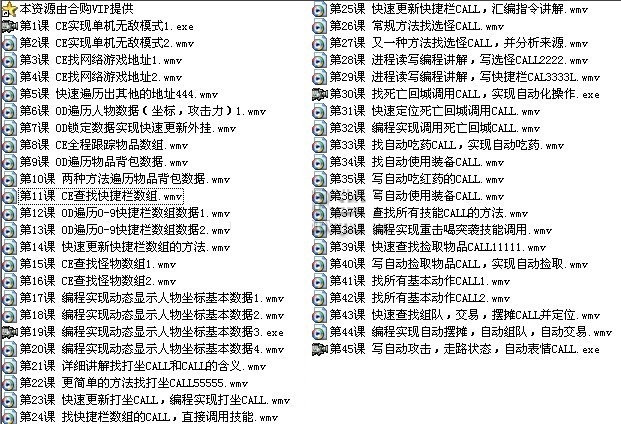 本资源由合购VIP提供
第1课 CE实现单机无敌模式1.exe
第2课 CE实现单机无敌模式2.wmv
第3课 CE找网络游戏地址1.wmv
第4课 CE找网络游戏地址2.wmv
第5课 快速遍历出其他的地址444.wmv
第6课 OD遍历人物数据(坐标，攻击力)1.wmv
第7课 OD锁定数据实现快速更新外挂.wmv
第8课 CE全程跟踪物品数组.wmv
第9课 OD遍历物品背包数据.wmv
第10课 两种方法遍历物品背包数据.wmv
第11课 CE查找快捷栏数组.wmv
第12课 OD遍历0-9快捷栏数组数据1.wmv
第13课 OD遍历0-9快捷栏数组数据2.wmv
第14课 快速更新快捷栏数组的方法.wmv
第15课 CE查找怪物数组1.wmv
第16课 CE查找怪物数组2.wmv
第17课 编程实现动态显示人物坐标基本数据1.wmv
第18课 编程实现动态显示人物坐标基本数据2.wmv
第19课 编程实现动态显示人物坐标基本数据3.exe
第20课 编程实现动态显示人物坐标基本数据4.wmv
第21课 详细讲解找打坐CALL和CALL的含义.wmv
第22课 更简单的方法找打坐CALL55555.wmv
第23课 快速更新打坐CALL，编程实现打坐CALL.wmv
第24课 找快捷栏数组的CALL，直接调用技能.wmv
第25课 快速更新快捷栏CALL，汇编指令讲解.wmv
第26课 常规方法找选怪CALL.wmv
第27课 又一种方法找选怪CALL，并分析来源.wmv
第28课 进程读写编程讲解，写选怪CALL2222.wmv
第29课 进程读写编程讲解，写快捷栏CAL3333L.wmv
第30课 找死亡回城调用CALL，实现自动化操作.exe
第31课 快速定位死亡回城CALL.wmv
第32课 编程实现调用死亡回城CALL.wmv
第33课 找自动吃药CALL，实现自动吃药.wmv
第34课 找自动使用装备CALL.wmv
第35课 写自动吃红药的CALL.wmv
第36课 写自动使用装备CALL.wmv
第37课 查找所有技能CALL的方法.wmv
第38课 编程实现重击喝突袭技能调用.wmv
第39课 快速查找捡取物品CALL11111.wmv
第40课 写自动捡取物品CALL，实现自动捡取.wmv
第41课 找所有基本动作CALL1.wmv
第42课 找所有基本动作CALL2.wmv
第43课 快速查找组队，交易，摆摊CALL并定位.wmv
第44课 编程实现自动摆摊，自动组队，自动交易.wmv
第45课 写自动攻击，走路状态，自动表情CALL.exe